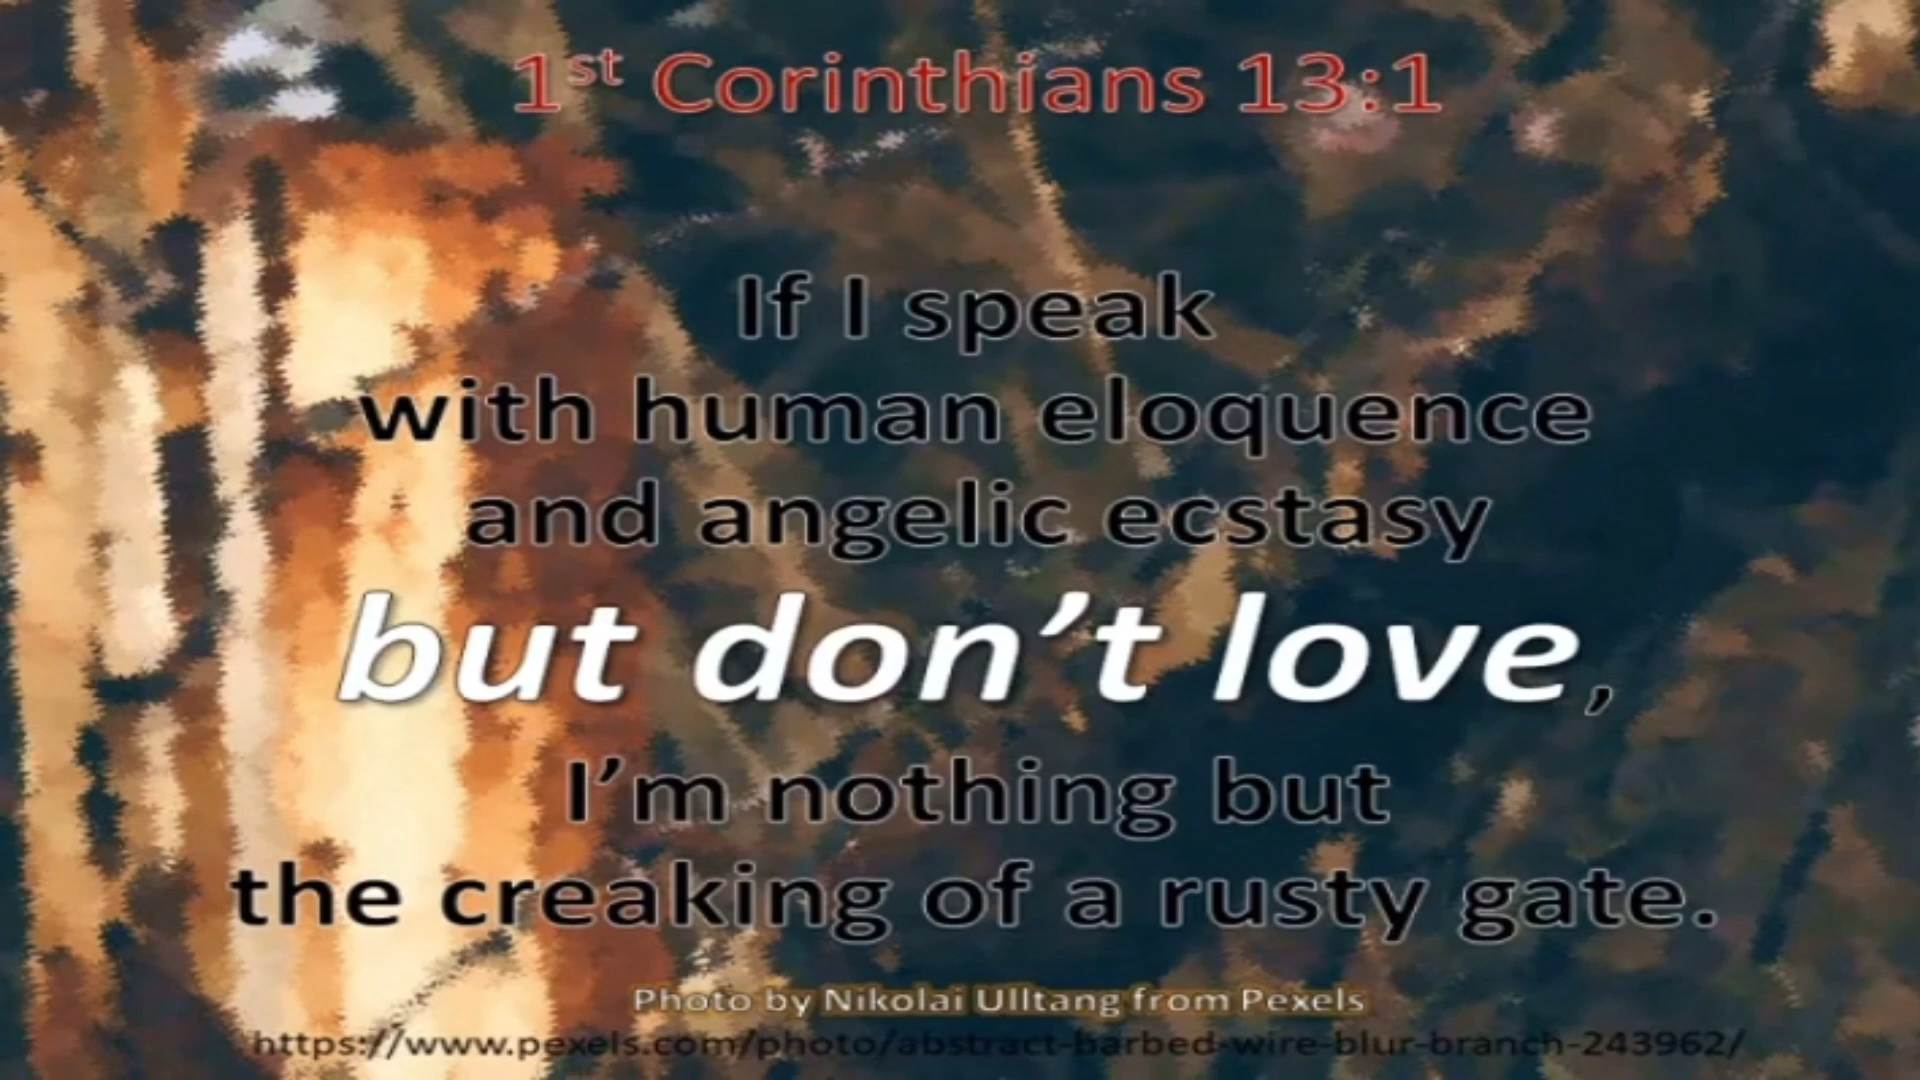 1st Corinthians 13:1
If I speak
with human eloquence
and angelic ecstasy
but don’t love,
I’m nothing but
the creaking of a rusty gate.
Photo by Nikolai Ulltang from Pexels
https://www.pexels.com/photo/abstract-barbed-wire-blur-branch-243962/